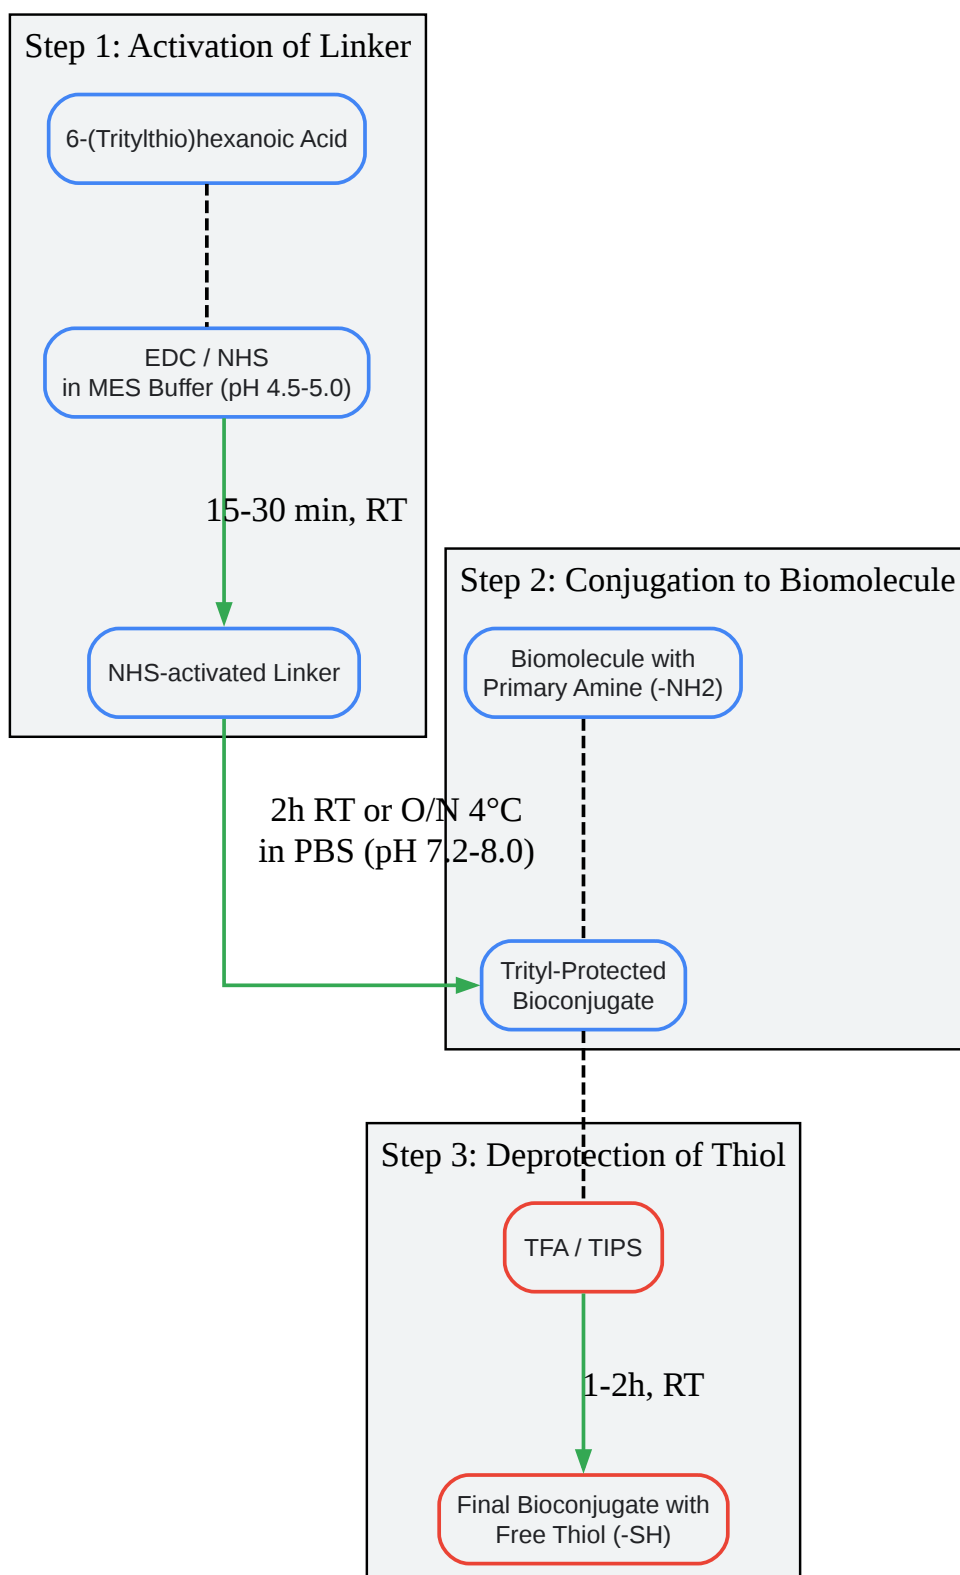 Step 1: Activation of Linker
6-(Tritylthio)hexanoic Acid
EDC / NHS
in MES Buffer (pH 4.5-5.0)
15-30 min, RT
NHS-activated Linker
Step 2: Conjugation to Biomolecule
Biomolecule with
Primary Amine (-NH2)
2h RT or O/N 4°C
in PBS (pH 7.2-8.0)
Trityl-Protected
Bioconjugate
Step 3: Deprotection of Thiol
TFA / TIPS
1-2h, RT
Final Bioconjugate with
Free Thiol (-SH)